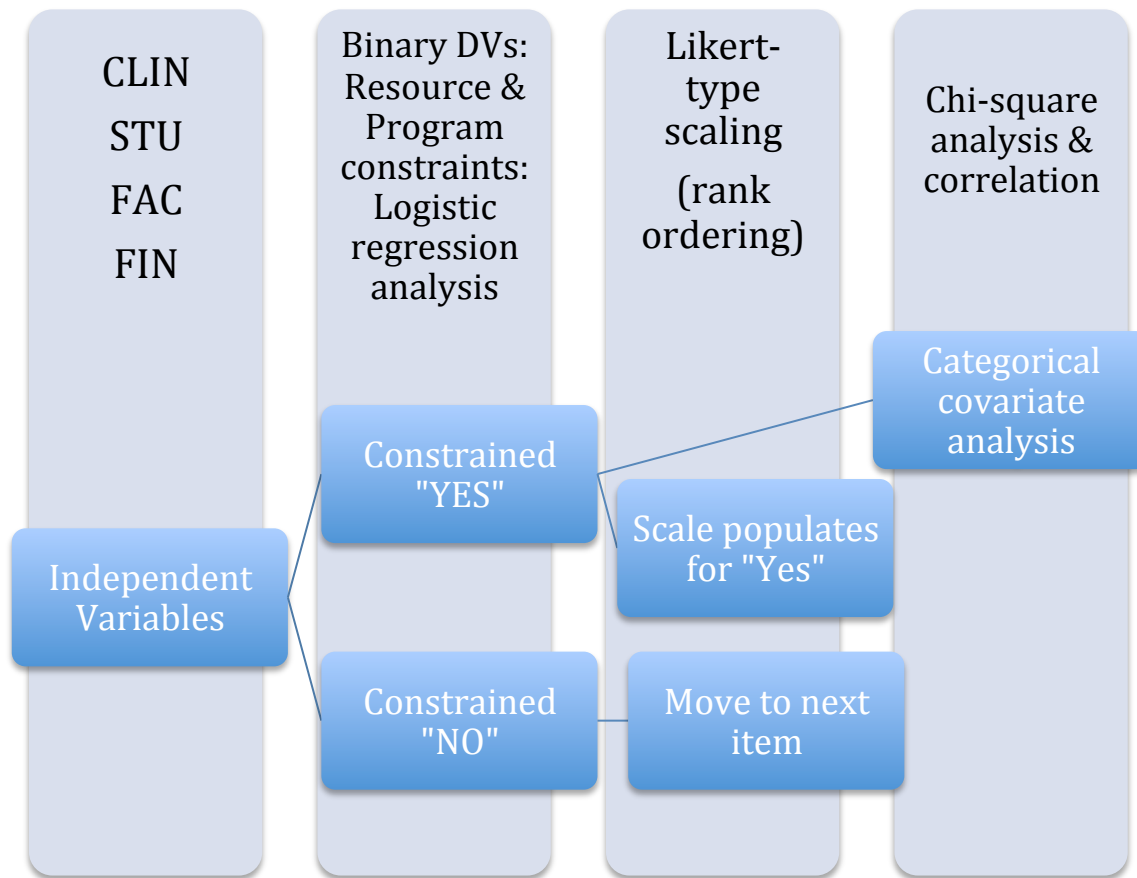 CLIN
STU
FAC
FIN
Binary DVs:
Resource &
Program
constraints:
Logistic
regression
analysis
Likert-
type
scaling
(rank
ordering)
Chi-square
analysis &
correlation
Independent
Variables
Constrained
"YES"
Constrained
"NO"
Scale populates
for "Yes"
Move to next
item
Categorical
covariate
analysis